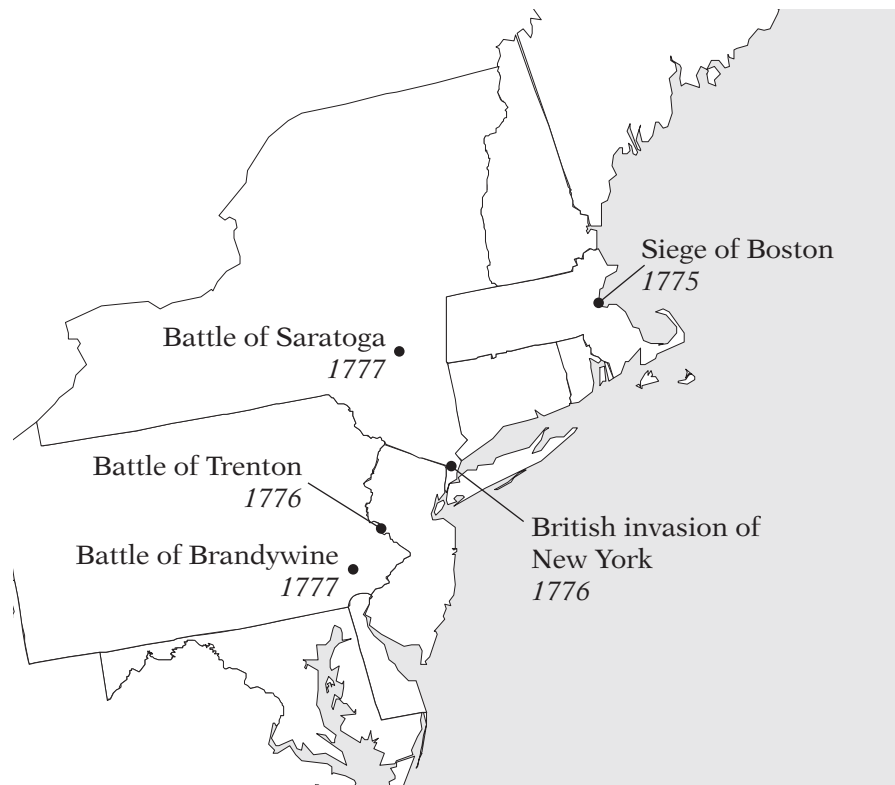 Siege of Boston
1775
Battle of Saratoga
1777
Battle of Trenton
1776
British invasion of
New York
1776
Battle of Brandywine
1777